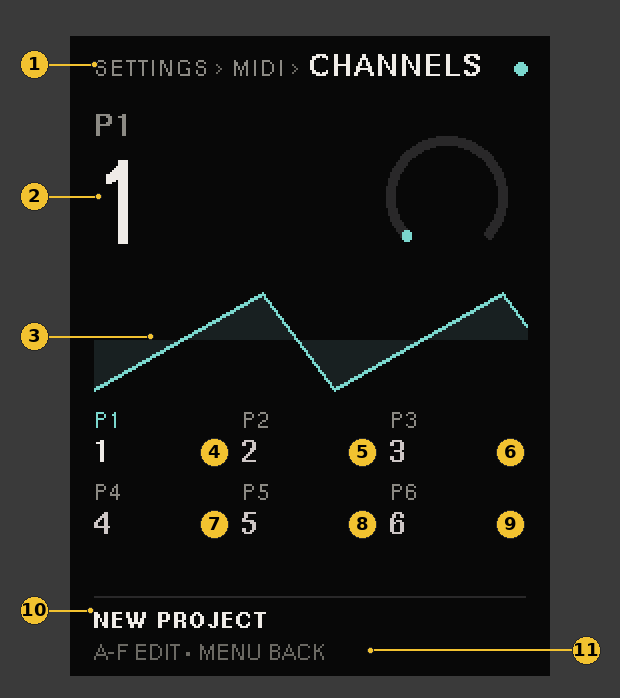 1 SETTINGS › MIDI › CHANNELS
P1
2 1
3
P1 P2 P3
1 4 2 5 3 6
P4 P5 P6
4 7 5 8 6 9
10 NEW PROJECT
A-F EDIT · MENU BACK 11